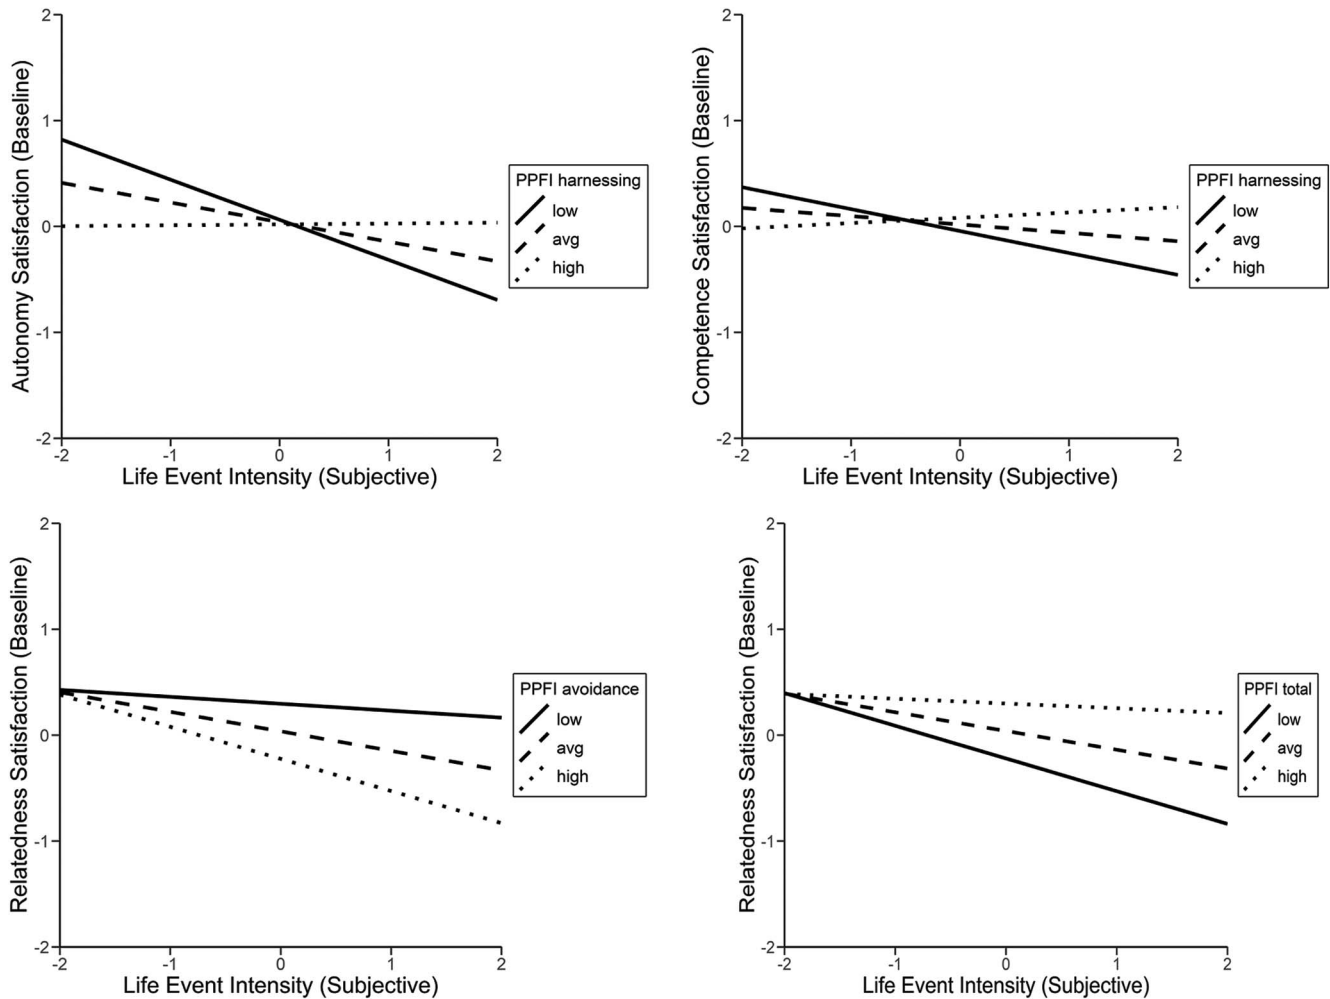 Autonomy Satisfaction (Baseline)
2
1
0
-1
-2
-2 -1 0 1 2
Life Event Intensity (Subjective)
PPFI harnessing
low
avg
high
Competence Satisfaction (Baseline)
2
1
0
-1
-2
-2 -1 0 1 2
Life Event Intensity (Subjective)
PPFI harnessing
low
avg
high
Relatedness Satisfaction (Baseline)
2
1
0
-1
-2
-2 -1 0 1 2
Life Event Intensity (Subjective)
PPFI avoidance
low
avg
high
Relatedness Satisfaction (Baseline)
2
1
0
-1
-2
-2 -1 0 1 2
Life Event Intensity (Subjective)
PPFI total
low
avg
high